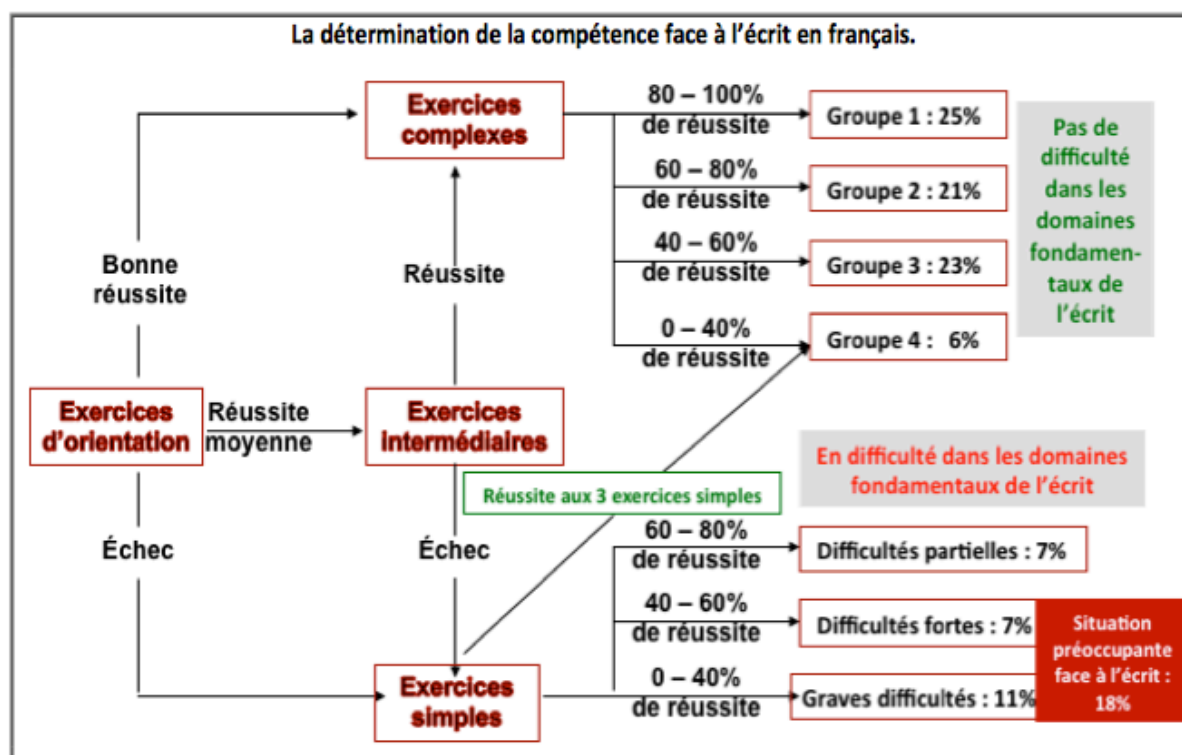 La détermination de la compétence face à l'écrit en français.
Exercices
complexes
80 – 100%
de réussite
Groupe 1 : 25%
Pas de
difficulté
dans les
domaines
fondamen-
taux de
l'écrit
60 – 80%
de réussite
Groupe 2 : 21%
40 – 60%
de réussite
Groupe 3 : 23%
0 – 40%
de réussite
Groupe 4 : 6%
Bonne
réussite
Réussite
Exercices
d'orientation
Réussite
moyenne
Exercices
intermédiaires
En difficulté dans les domaines
fondamentaux de l'écrit
Réussite aux 3 exercices simples
Échec
Échec
60 – 80%
de réussite
Difficultés partielles : 7%
40 – 60%
de réussite
Difficultés fortes : 7%
Situation
préoccupante
face à l'écrit :
18%
Exercices
simples
0 – 40%
de réussite
Graves difficultés : 11%